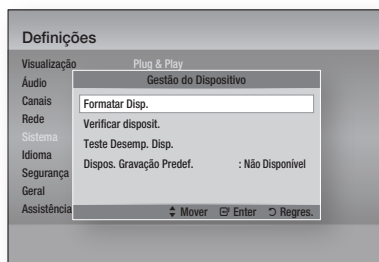 Definições
Visualização Plug & Play
Áudio
Canais
Rede
Sistema
Idioma
Segurança
Geral
Assistência
Gestão do Dispositivo
Formatar Disp.
Verificar disposit.
Teste Desemp. Disp.
Dispos. Gravação Predef. : Não Disponível
Mover Enter Regres.